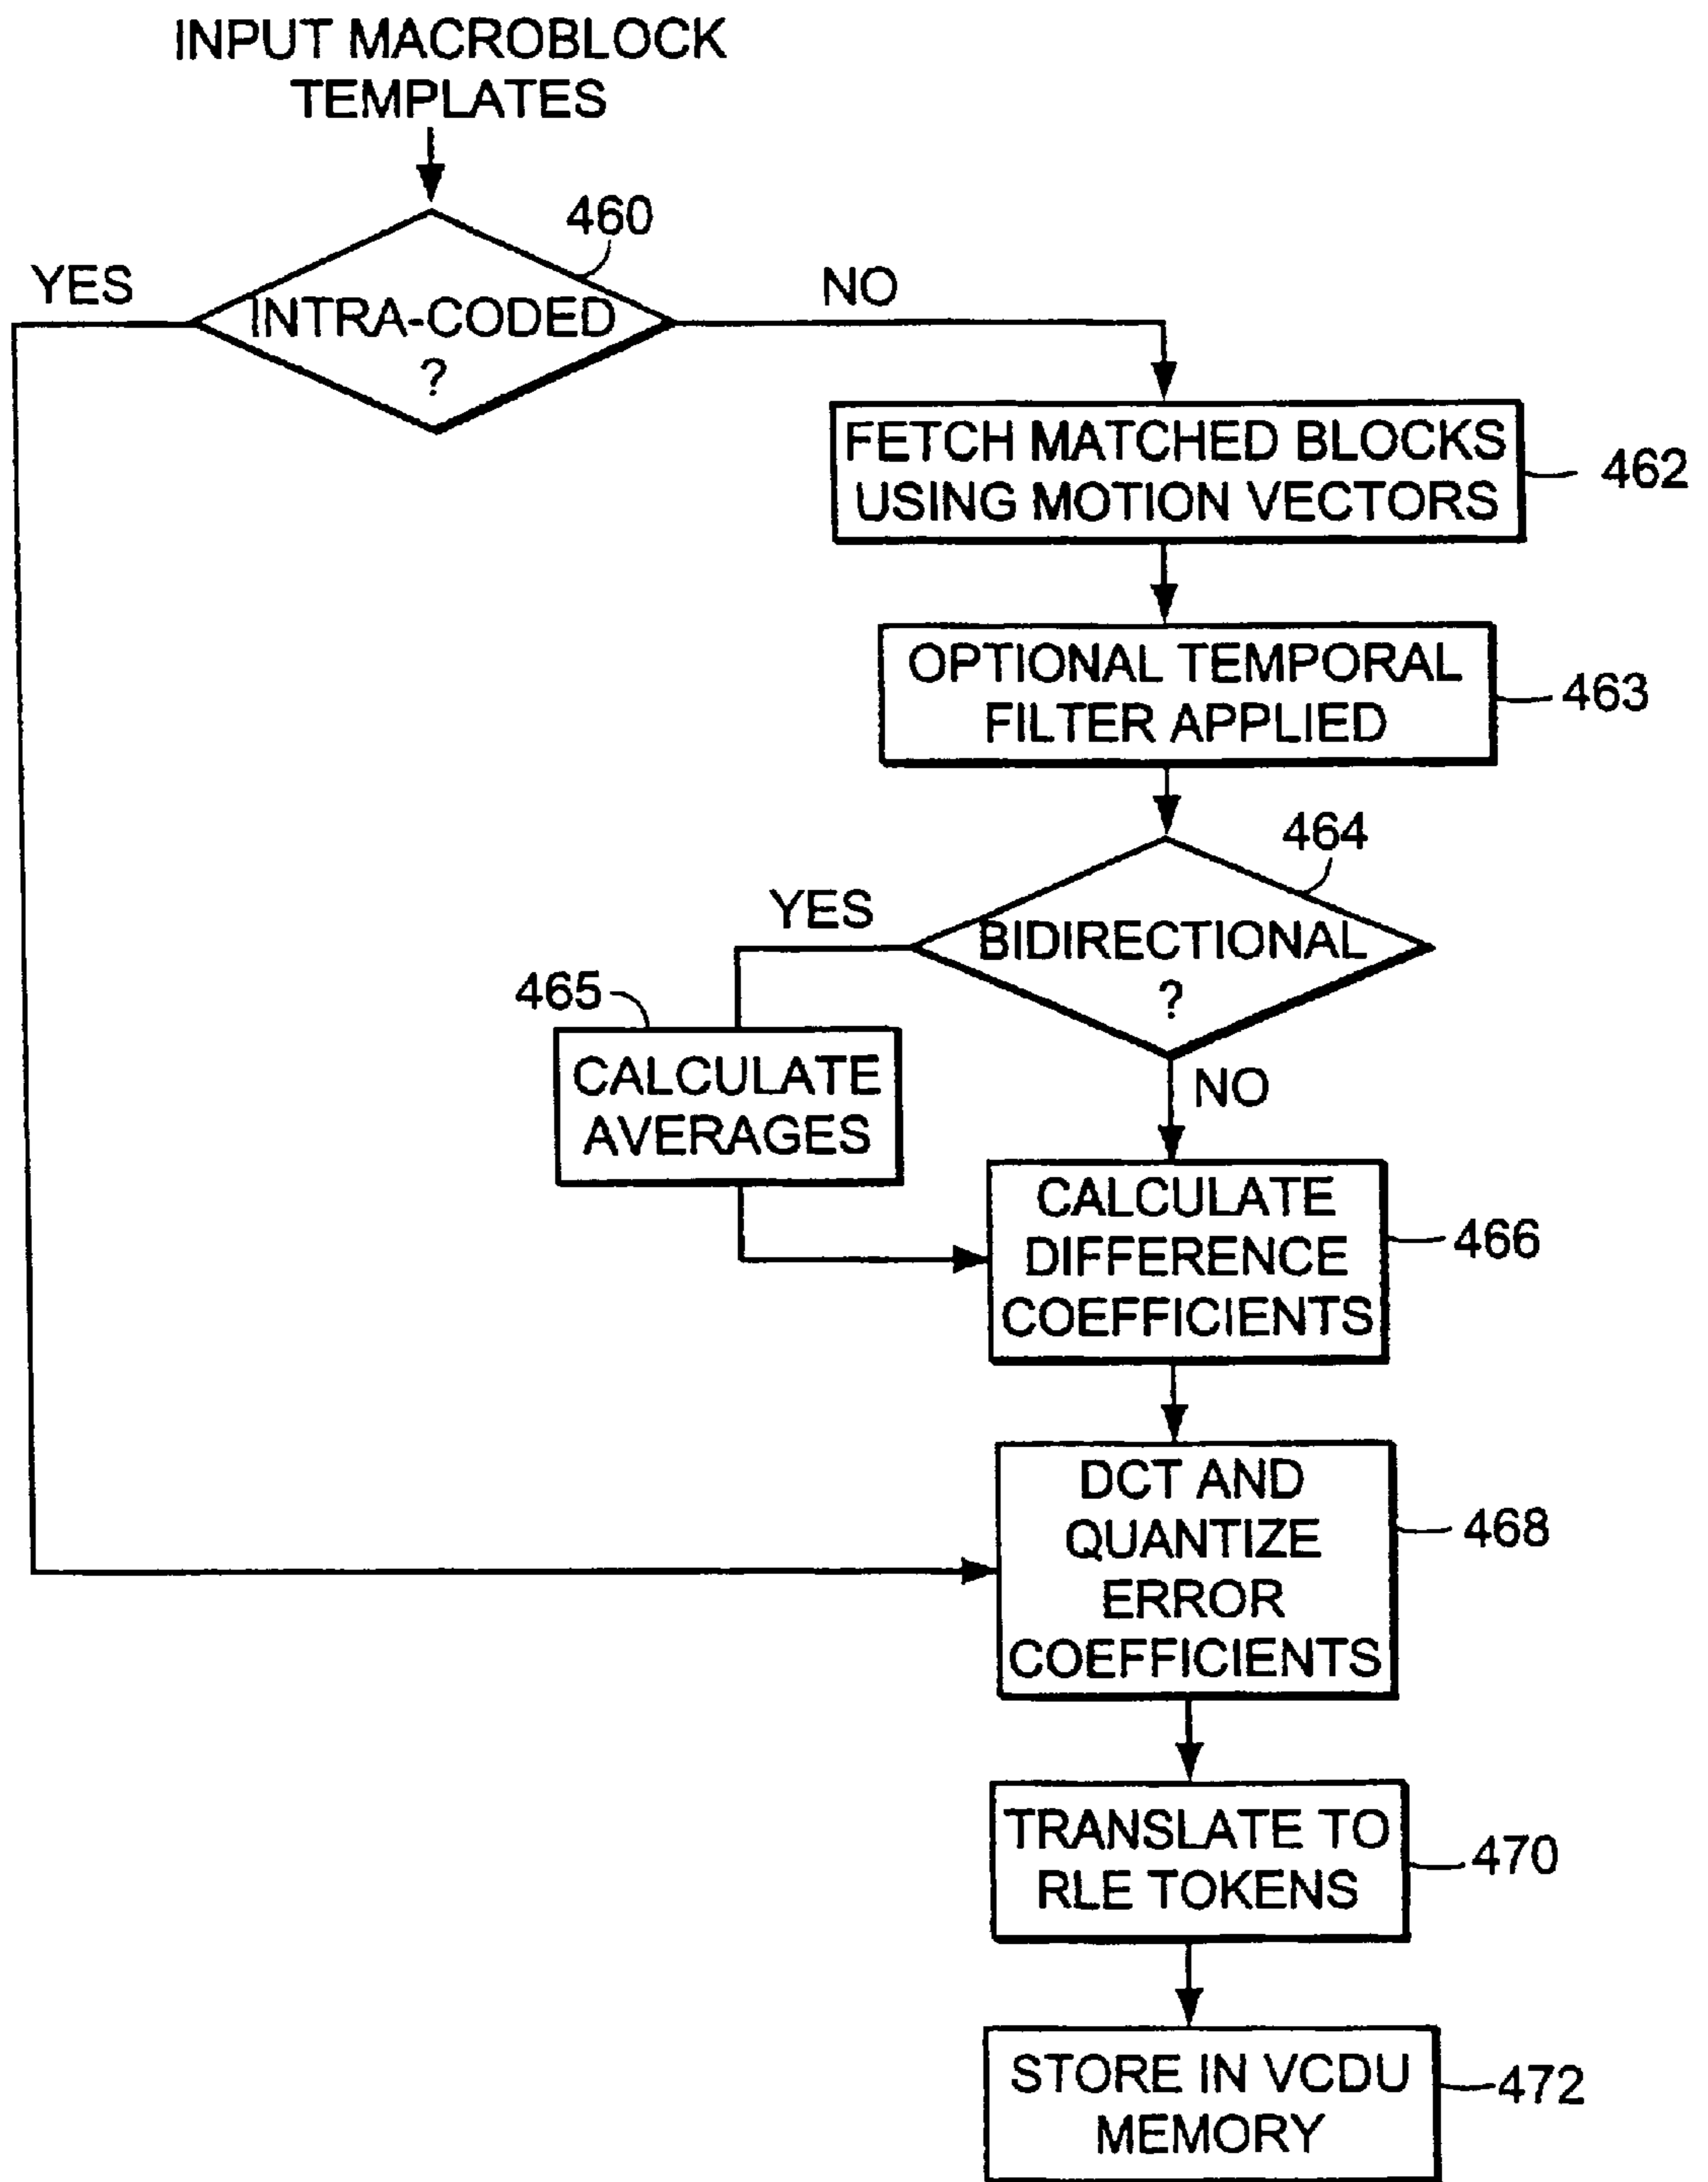 INPUT MACROBLOCK
TEMPLATES
460
YES
NO
INTRA-CODED
?
FETCH MATCHED BLOCKS
USING MOTION VECTORS
462
OPTIONAL TEMPORAL
FILTER APPLIED
463
464
YES
BIDIRECTIONAL
?
465
CALCULATE
AVERAGES
NO
CALCULATE
DIFFERENCE
COEFFICIENTS
466
DCT AND
QUANTIZE
ERROR
COEFFICIENTS
468
TRANSLATE TO
RLE TOKENS
470
STORE IN VCDU
MEMORY
472